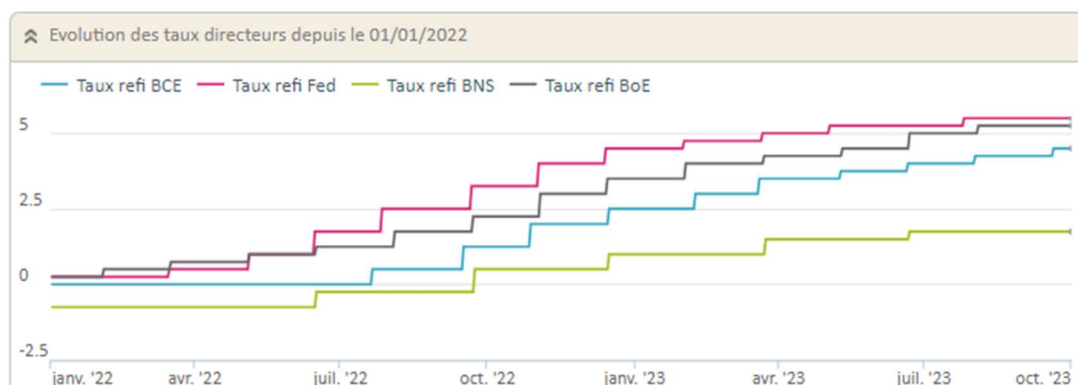 Evolution des taux directeurs depuis le 01/01/2022
Taux refi BCE Taux refi Fed Taux refi BNS Taux refi BoE
5
2.5
0
-2.5
janv. '22 avr. '22 juil. '22 oct. '22 janv. '23 avr. '23 juil. '23 oct. '23